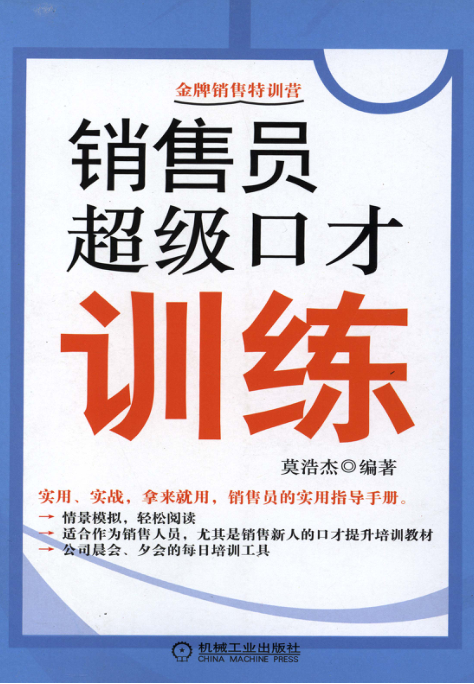 金牌销售特训营
销售员
超级口才
训练
莫浩杰◎编著
实用、实战，拿来就用，销售员的实用指导手册。
→ 情景模拟，轻松阅读
→ 适合作为销售人员，尤其是销售新人的口才提升培训教材
→ 公司晨会、夕会的每日培训工具
机械工业出版社
CHINA MACHINE PRESS